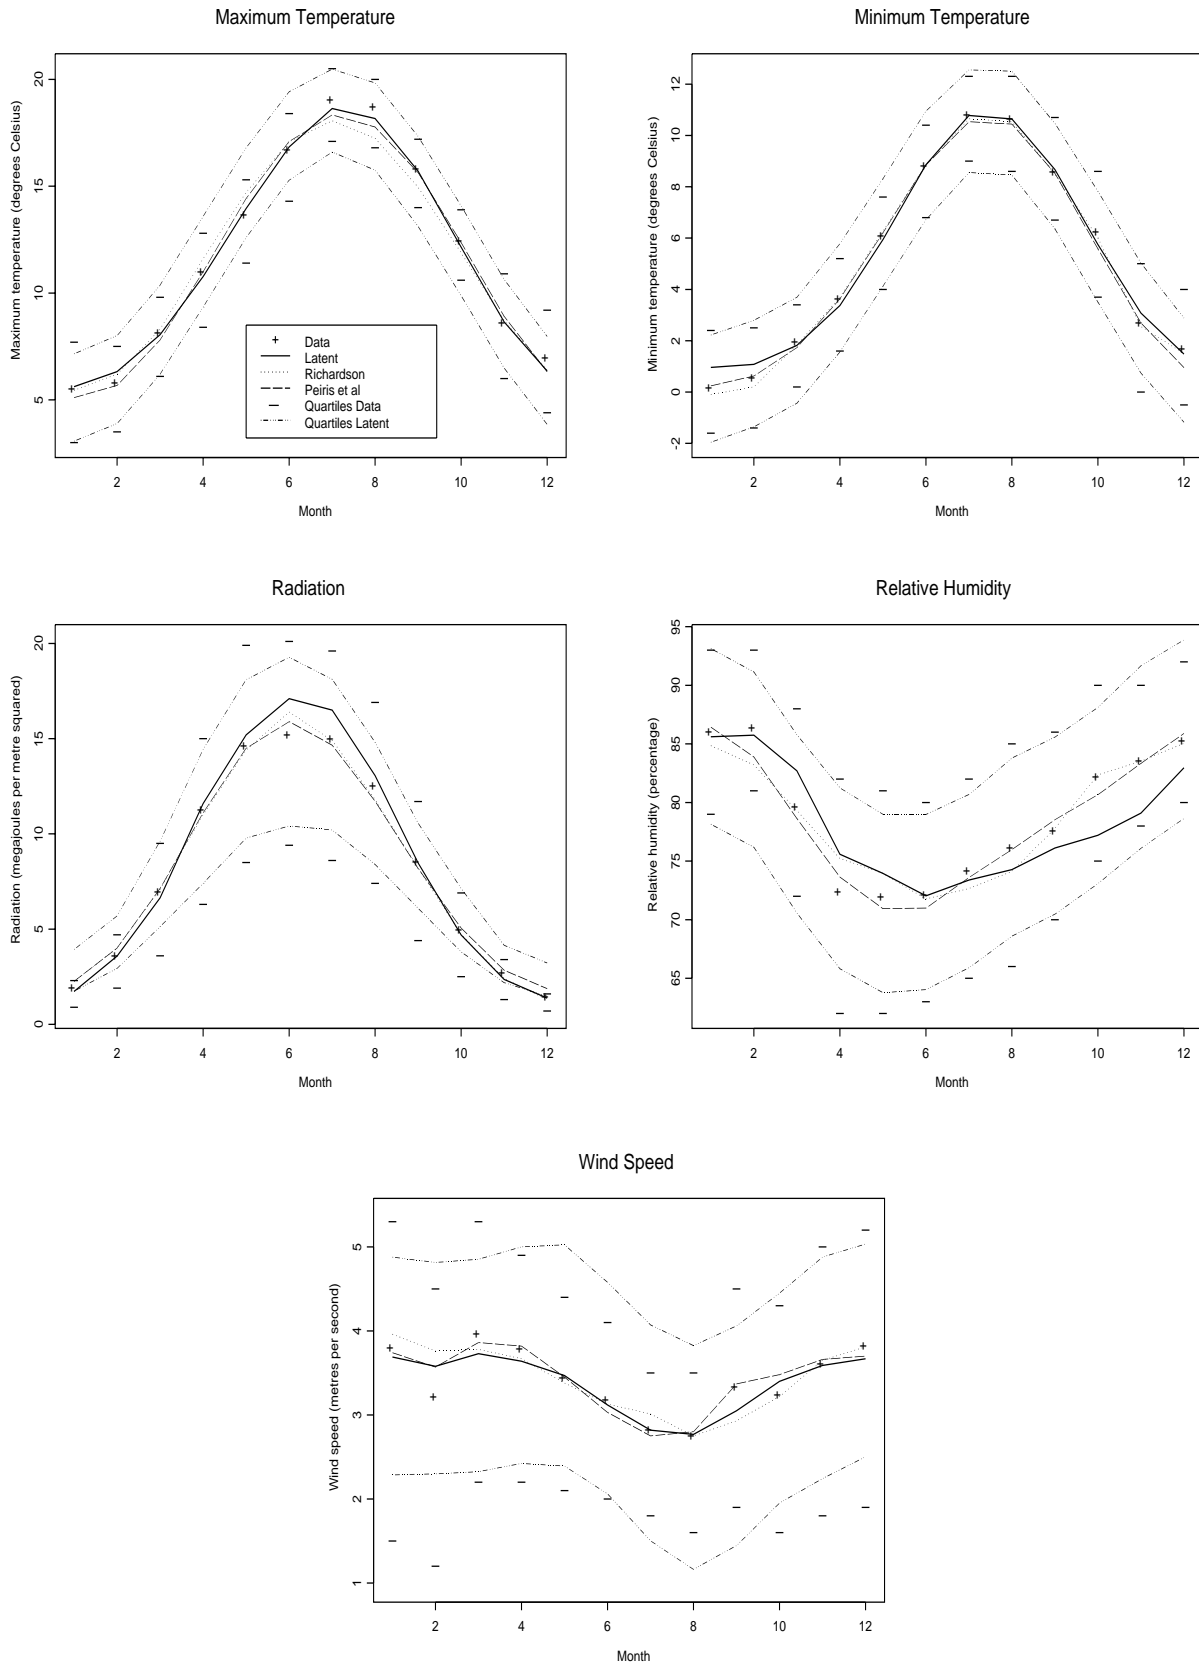 Maximum Temperature
Maximum temperature (degrees Celsius)
20
15
10
5
+ Data
Latent
Richardson
Peiris et al
Quartiles Data
Quartiles Latent
2 4 6 8 10 12
Month
Minimum Temperature
Minimum temperature (degrees Celsius)
12
10
8
6
4
2
0
-2
2 4 6 8 10 12
Month
Radiation
Radiation (megajoules per metre squared)
20
15
10
5
0
2 4 6 8 10 12
Month
Relative Humidity
Relative humidity (percentage)
95
90
85
80
75
70
65
2 4 6 8 10 12
Month
Wind Speed
Wind speed (metres per second)
5
4
3
2
1
2 4 6 8 10 12
Month